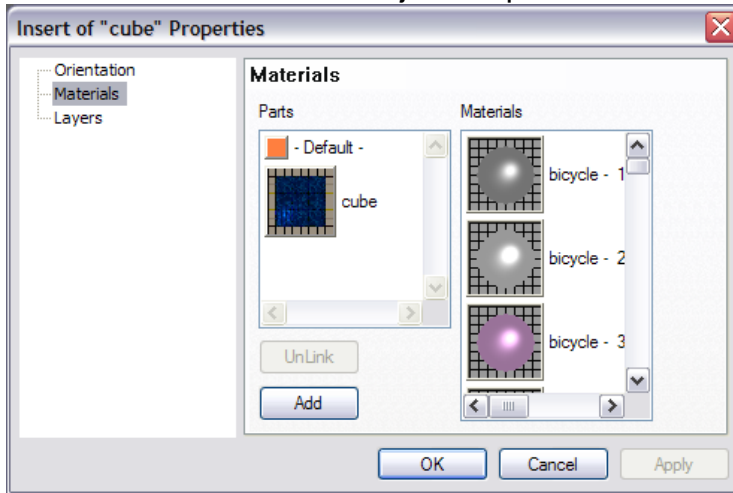 Insert of "cube" Properties
Orientation
Materials
Layers
Materials
Parts
- Default -
cube
UnLink
Add
Materials
bicycle - 1
bicycle - 2
bicycle - 3
OK Cancel Apply